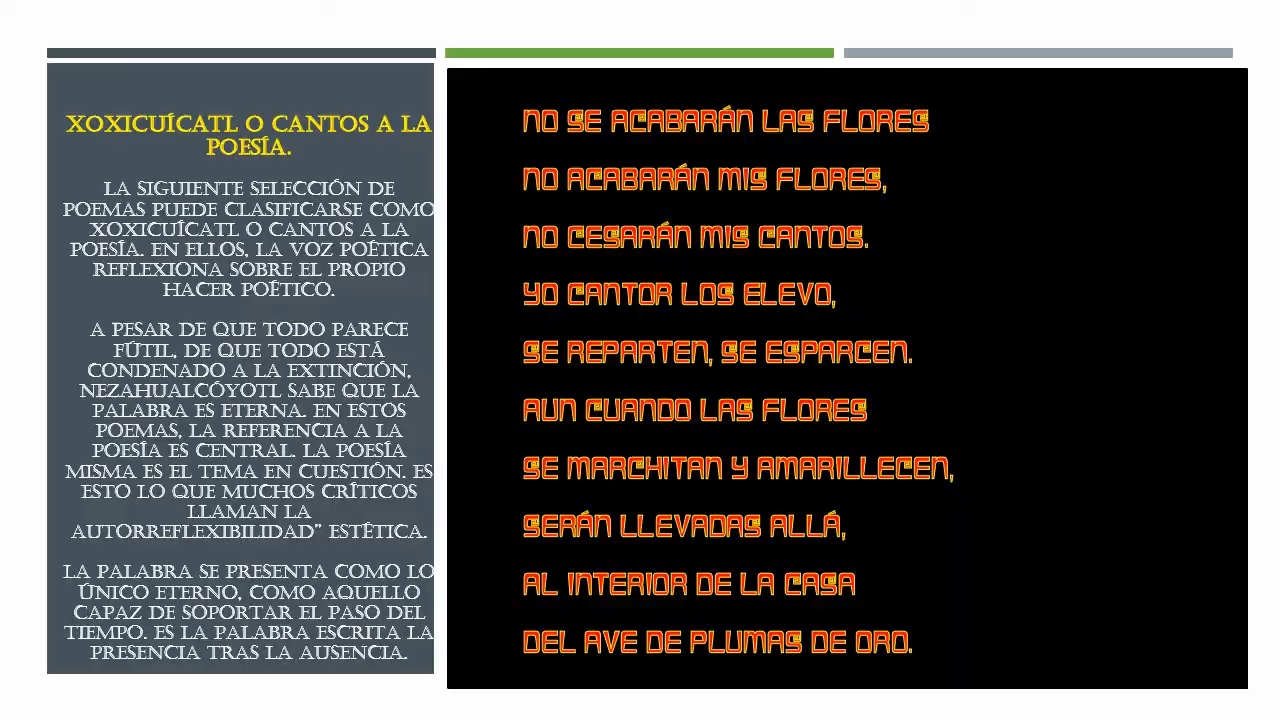 XOXICUÍCATL O CANTOS A LA
POESÍA.
LA SIGUIENTE SELECCIÓN DE
POEMAS PUEDE CLASIFICARSE COMO
XOXICUÍCATL O CANTOS A LA
POESÍA. EN ELLOS, LA VOZ POÉTICA
REFLEXIONA SOBRE EL PROPIO
HACER POÉTICO.
A PESAR DE QUE TODO PARECE
FÚTIL, DE QUE TODO ESTÁ
CONDENADO A LA EXTINCIÓN,
NEZAHUALCÓYOTL SABE QUE LA
PALABRA ES ETERNA. EN ESTOS
POEMAS, LA REFERENCIA A LA
POESÍA ES CENTRAL. LA POESÍA
MISMA ES EL TEMA EN CUESTIÓN. ES
ESTO LO QUE MUCHOS CRÍTICOS
LLAMAN LA
AUTORREFLEXIBILIDAD” ESTÉTICA.
LA PALABRA SE PRESENTA COMO LO
ÚNICO ETERNO, COMO AQUELLO
CAPAZ DE SOPORTAR EL PASO DEL
TIEMPO. ES LA PALABRA ESCRITA LA
PRESENCIA TRAS LA AUSENCIA.
NO SE ACABARÁN LAS FLORES
NO ACABARÁN MIS FLORES,
NO CESARÁN MIS CANTOS.
YO CANTOR LOS ELEVO,
SE REPARTEN, SE ESPARCEN.
AUN CUANDO LAS FLORES
SE MARCHITAN Y AMARILLECEN,
SERÁN LLEVADAS ALLÁ,
AL INTERIOR DE LA CASA
DEL AVE DE PLUMAS DE ORO.